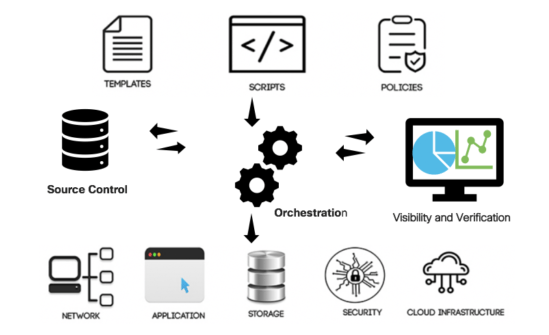 TEMPLATES
SCRIPTS
POLICIES
Source Control
Orchestration
Visibility and Verification
NETWORK
APPLICATION
STORAGE
SECURITY
CLOUD INFRASTRUCTURE